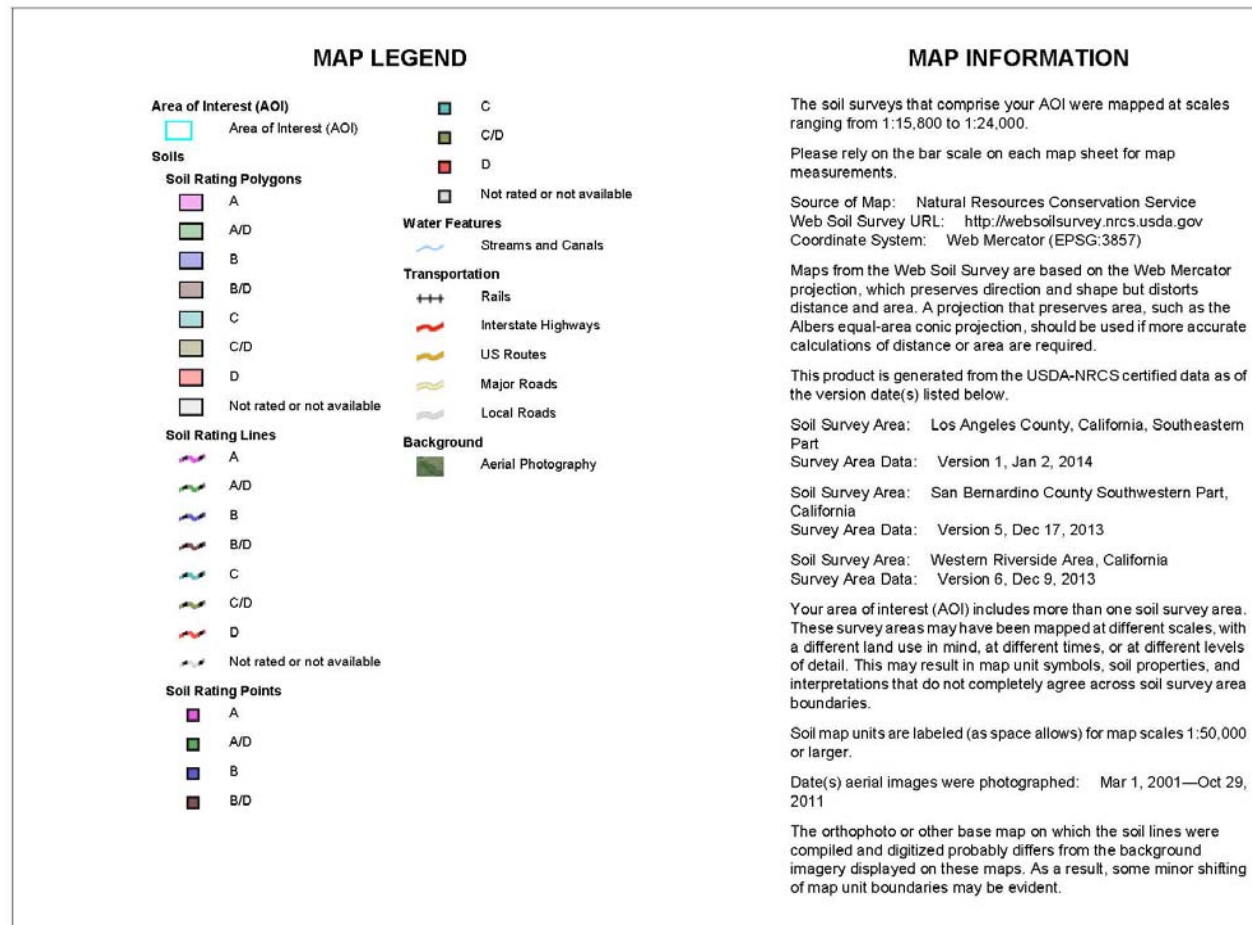 MAP LEGEND
Area of Interest (AOI)
Area of Interest (AOI)
Soils
Soil Rating Polygons
A
A/D
B
B/D
C
C/D
D
Not rated or not available
Soil Rating Lines
A
A/D
B
B/D
C
C/D
D
Not rated or not available
Soil Rating Points
A
A/D
B
B/D
C
C/D
D
Not rated or not available
Water Features
Streams and Canals
Transportation
Rails
Interstate Highways
US Routes
Major Roads
Local Roads
Background
Aerial Photography
MAP INFORMATION
The soil surveys that comprise your AOI were mapped at scales
ranging from 1:15,800 to 1:24,000.
Please rely on the bar scale on each map sheet for map
measurements.
Source of Map: Natural Resources Conservation Service
Web Soil Survey URL: http://websoilsurvey.nrcs.usda.gov
Coordinate System: Web Mercator (EPSG:3857)
Maps from the Web Soil Survey are based on the Web Mercator
projection, which preserves direction and shape but distorts
distance and area. A projection that preserves area, such as the
Albers equal-area conic projection, should be used if more accurate
calculations of distance or area are required.
This product is generated from the USDA-NRCS certified data as of
the version date(s) listed below.
Soil Survey Area: Los Angeles County, California, Southeastern
Part
Survey Area Data: Version 1, Jan 2, 2014
Soil Survey Area: San Bernardino County Southwestern Part,
California
Survey Area Data: Version 5, Dec 17, 2013
Soil Survey Area: Western Riverside Area, California
Survey Area Data: Version 6, Dec 9, 2013
Your area of interest (AOI) includes more than one soil survey area.
These survey areas may have been mapped at different scales, with
a different land use in mind, at different times, or at different levels
of detail. This may result in map unit symbols, soil properties, and
interpretations that do not completely agree across soil survey area
boundaries.
Soil map units are labeled (as space allows) for map scales 1:50,000
or larger.
Date(s) aerial images were photographed: Mar 1, 2001—Oct 29,
2011
The orthophoto or other base map on which the soil lines were
compiled and digitized probably differs from the background
imagery displayed on these maps. As a result, some minor shifting
of map unit boundaries may be evident.